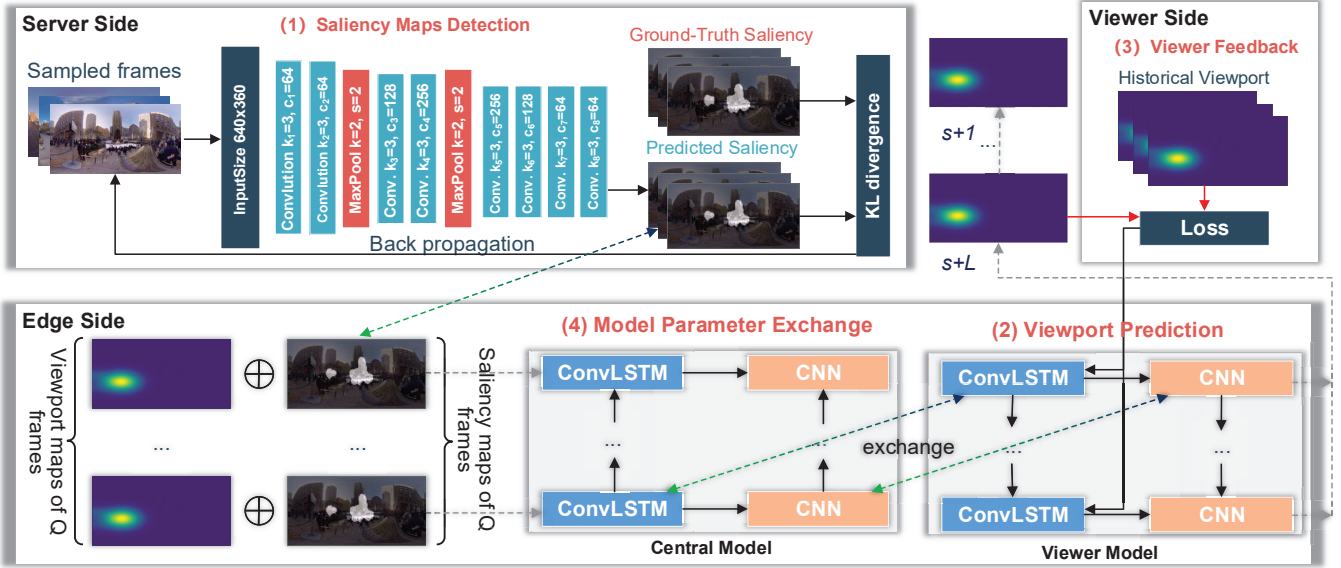 Server Side
(1) Saliency Maps Detection
Sampled frames
InputSize 640x360
Convlution k1=3, c1=64
Convlution k2=3, c2=64
MaxPool k=2, s=2
Conv. k3=3, c3=128
Conv. k4=3, c4=256
MaxPool k=2, s=2
Conv. k5=3, c5=256
Conv. k6=3, c6=128
Conv. k7=3, c7=64
Conv. k8=3, c8=64
Ground-Truth Saliency
Predicted Saliency
KL divergence
Back propagation
s+1
...
s+L
Viewer Side
(3) Viewer Feedback
Historical Viewport
Loss
Edge Side
Viewport maps of Q
frames
...
...
Saliency maps of Q
frames
(4) Model Parameter Exchange
ConvLSTM
CNN
...
...
ConvLSTM
CNN
Central Model
exchange
(2) Viewport Prediction
ConvLSTM
CNN
...
...
ConvLSTM
CNN
Viewer Model